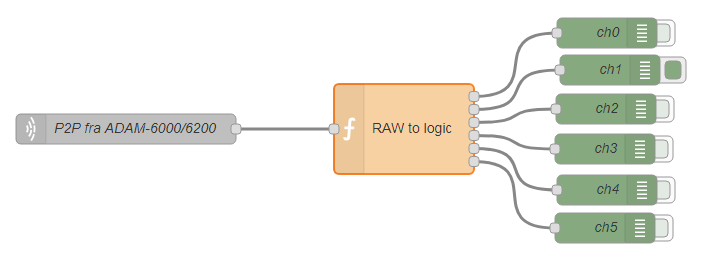 ch0
ch1
ch2
P2P fra ADAM-6000/6200
RAW to logic
ch3
ch4
ch5